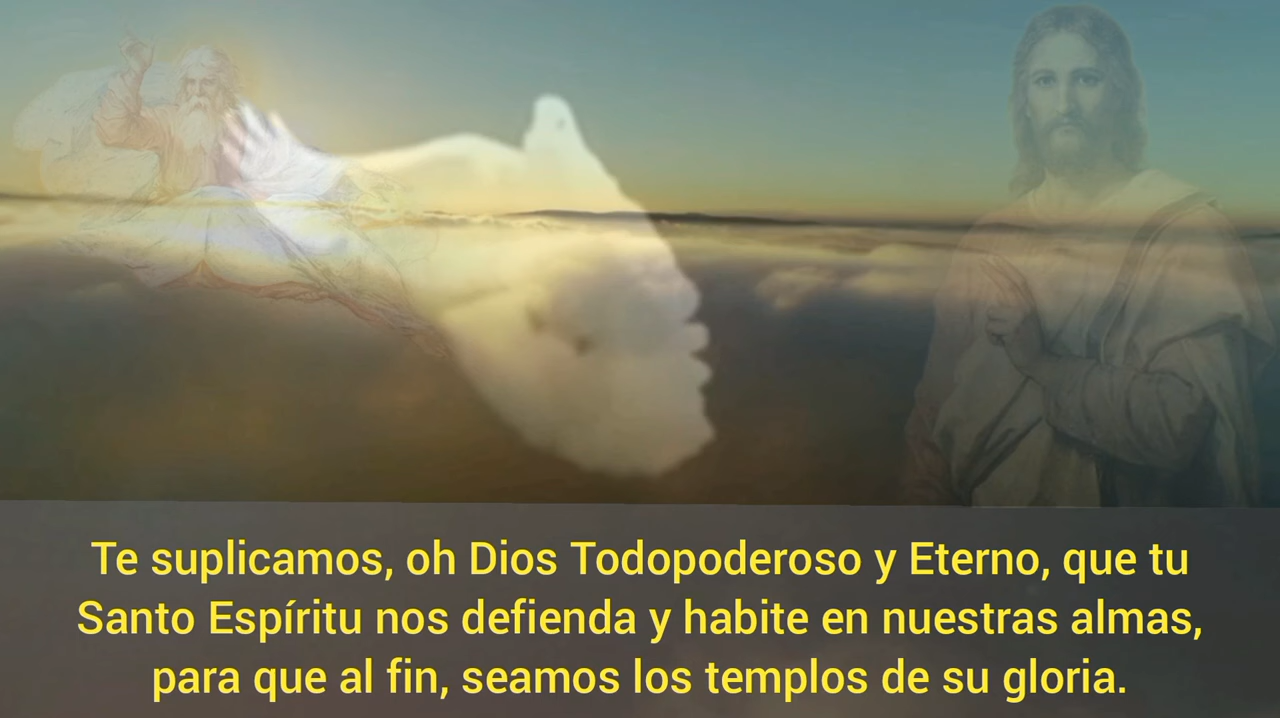 Te suplicamos, oh Dios Todopoderoso y Eterno, que tu
Santo Espíritu nos defienda y habite en nuestras almas,
para que al fin, seamos los templos de su gloria.